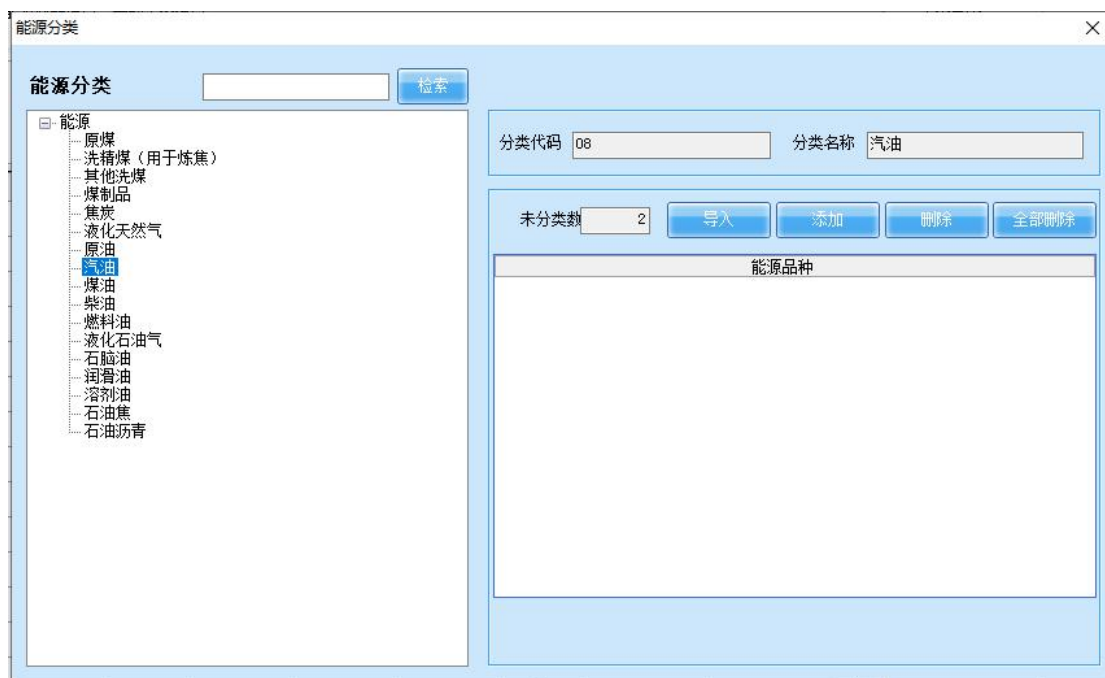 能源分类
能源分类
检索
能源
原煤
洗精煤（用于炼焦）
其他洗煤
煤制品
焦炭
液化天然气
原油
汽油
煤油
柴油
燃料油
液化石油气
石脑油
润滑油
溶剂油
石油焦
石油沥青
分类代码 08 分类名称 汽油
未分类数 2 导入 添加 删除 全部删除
能源品种